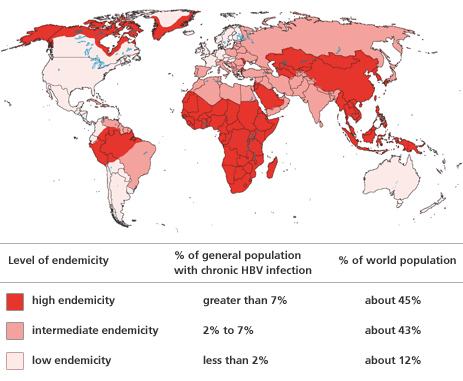 Level of endemicity % of general population with chronic HBV infection % of world population
high endemicity greater than 7% about 45%
intermediate endemicity 2% to 7% about 43%
low endemicity less than 2% about 12%